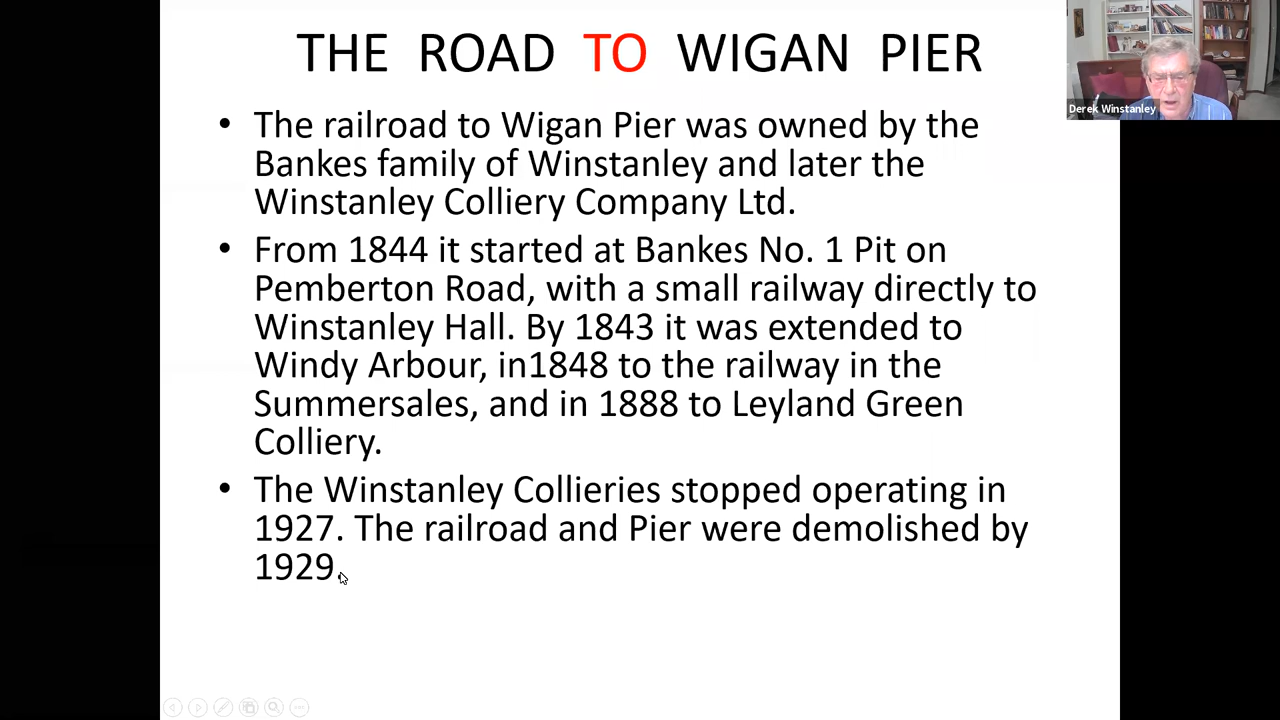 THE ROAD TO WIGAN PIER
Derek Winstanley
• The railroad to Wigan Pier was owned by the
Bankes family of Winstanley and later the
Winstanley Colliery Company Ltd.
• From 1844 it started at Bankes No. 1 Pit on
Pemberton Road, with a small railway directly to
Winstanley Hall. By 1843 it was extended to
Windy Arbour, in1848 to the railway in the
Summersales, and in 1888 to Leyland Green
Colliery.
• The Winstanley Collieries stopped operating in
1927. The railroad and Pier were demolished by
1929.